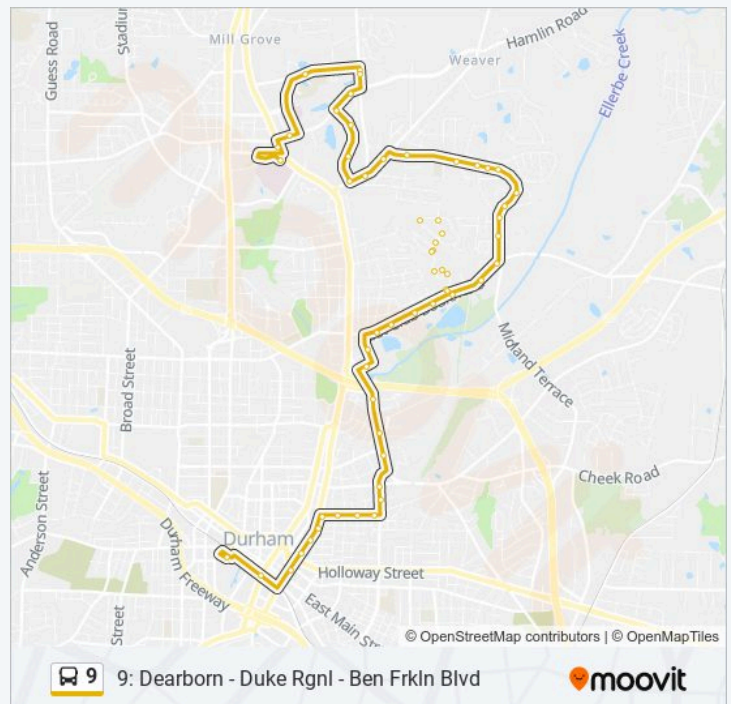 Guess Road
Stadiu
Mill Grove
Hamlin Road
Weaver
Ellerbe Creek
Midland Terrace
Broad Street
Cheek Road
Anderson Street
Durham
Durham Freeway
Holloway Street
East Main St
Street
© OpenStreetMap contributors | © OpenMapTiles
9
9: Dearborn - Duke Rgnl - Ben Frkln Blvd
moovit